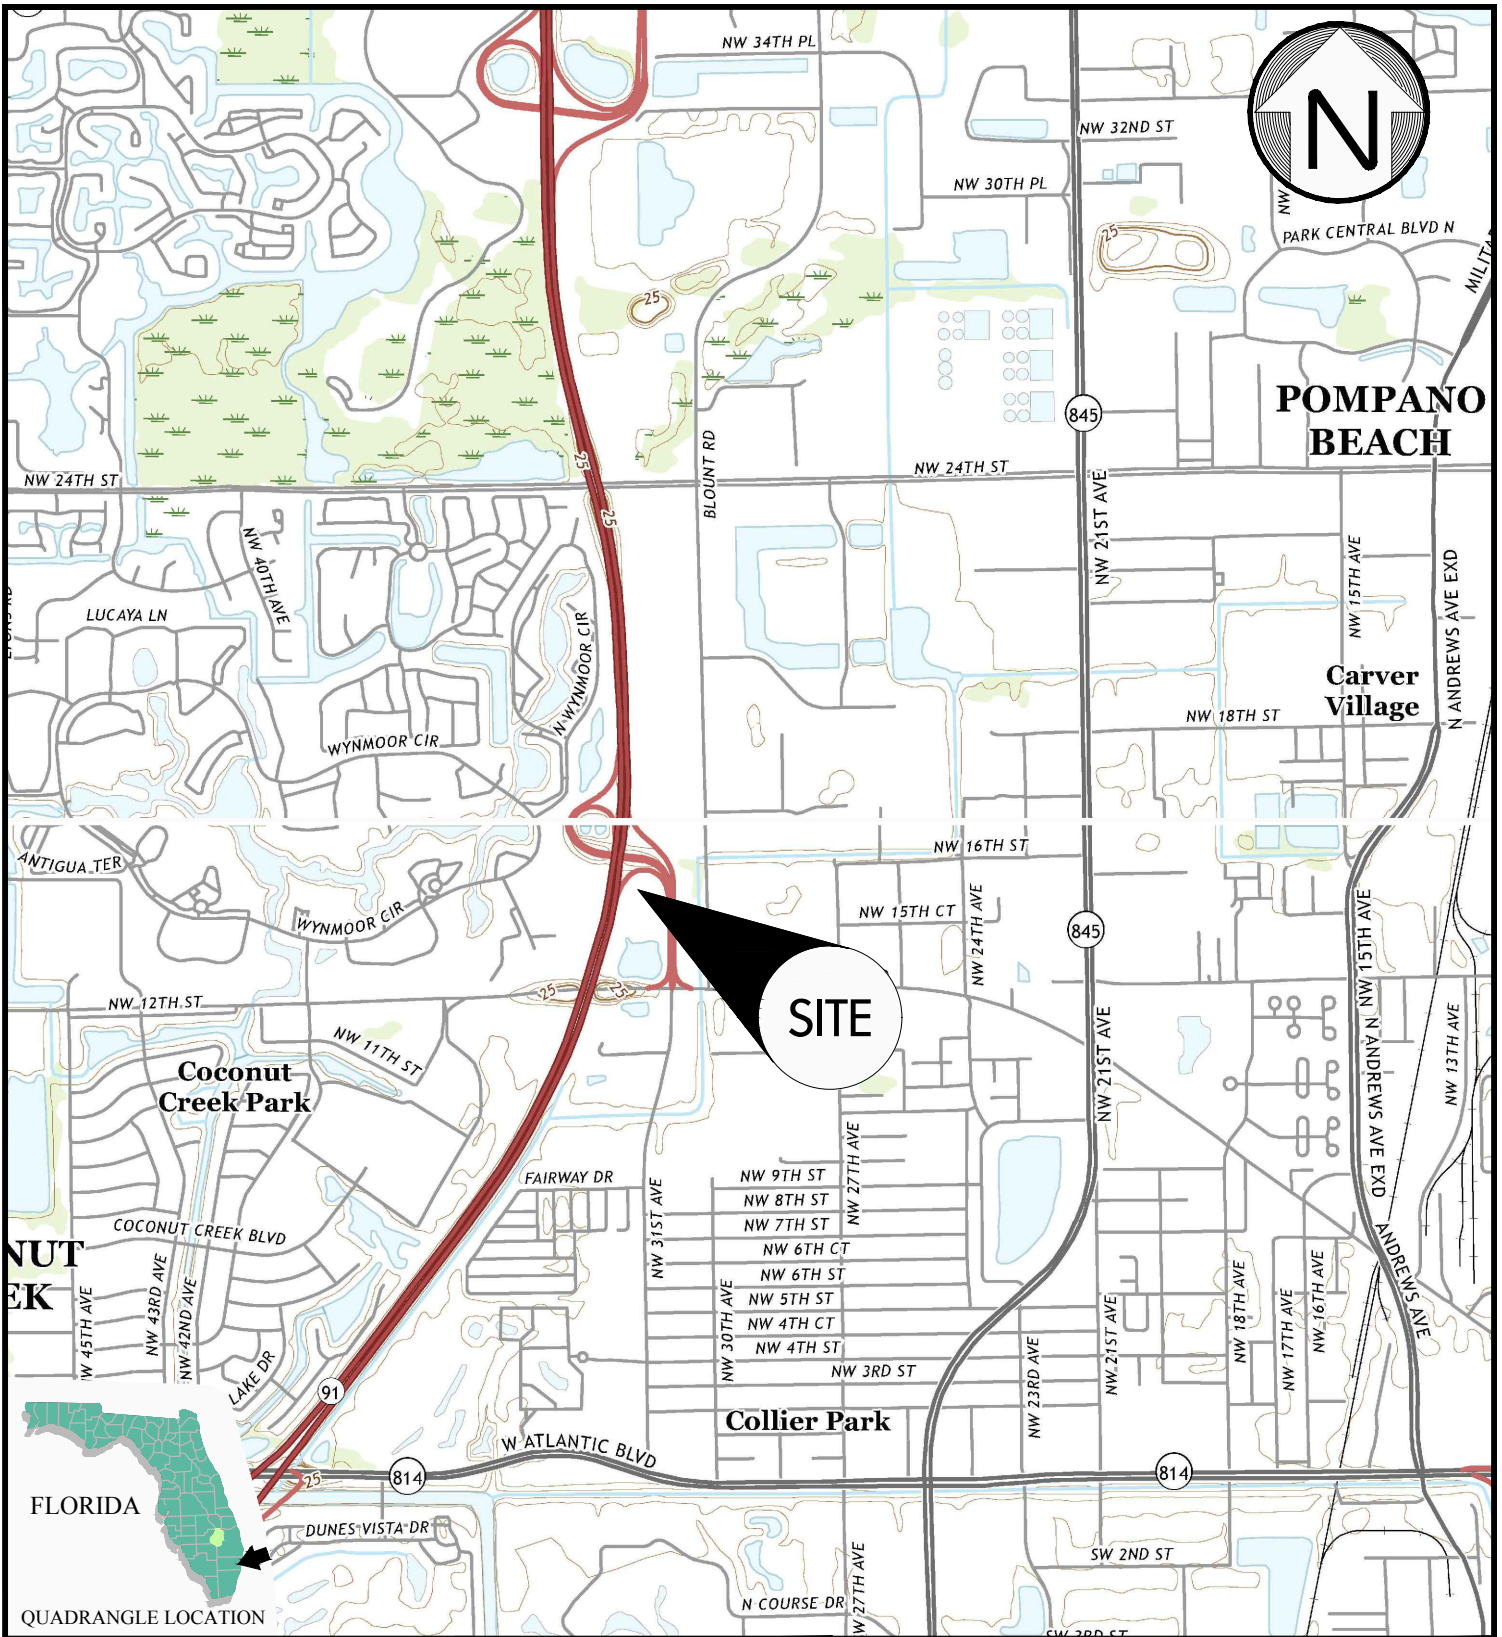 NW 34TH PL
N
NW 32ND ST
NW 30TH PL
NW
PARK CENTRAL BLVD N
25
25
845
POMPANO
BEACH
25
NW 24TH ST
NW 24TH ST
BLOUNT RD
NW 21ST AVE
25
NW 40TH AVE
NW 15TH AVE
N ANDREWS AVE EXD
LUCAYA LN
N WYNMOOR CIR
Carver
Village
NW 18TH ST
WYNMOOR CIR
NW 16TH ST
ANTIGUA TER
WYNMOOR CIR
NW 15TH CT
NW 24TH AVE
845
NW 15TH AVE
25
25
NW 12TH ST
SITE
NW 11TH ST
NW 21ST AVE
N ANDREWS AVE EXD
NW 13TH AVE
Coconut
Creek Park
FAIRWAY DR
NW 31ST AVE
NW 9TH ST
NW 8TH ST
NW 7TH ST
NW 6TH CT
NW 6TH ST
NW 5TH ST
NW 4TH CT
NW 4TH ST
NW 3RD ST
NW 27TH AVE
NW 30TH AVE
COCONUT CREEK BLVD
NUT
EK
W 45TH AVE
NW 43RD AVE
NW 42ND AVE
LAKE DR
ANDREWS AVE
NW 23RD AVE
NW 21ST AVE
NW 18TH AVE
NW 17TH AVE
NW 16TH AVE
91
Collier Park
W ATLANTIC BLVD
814
814
25
FLORIDA
DUNES VISTA DR
SW 2ND ST
N COURSE DR
W 27TH AVE
QUADRANGLE LOCATION